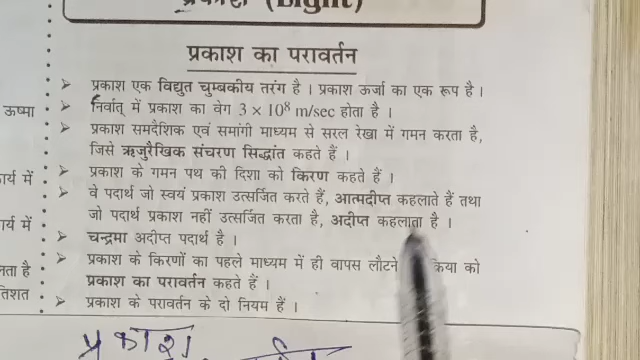 प्रकाश (Light)
प्रकाश का परावर्तन
➤ प्रकाश एक विद्युत चुम्बकीय तरंग है । प्रकाश ऊर्जा का एक रूप है ।
ऊष्मा
➤ निर्वात् में प्रकाश का वेग 3 × 10⁸ m/sec होता है ।
➤ प्रकाश समदैशिक एवं समांगी माध्यम से सरल रेखा में गमन करता है,
जिसे ऋजुरैखिक संचरण सिद्धांत कहते हैं ।
कार्य में
➤ प्रकाश के गमन पथ की दिशा को किरण कहते हैं ।
➤ वे पदार्थ जो स्वयं प्रकाश उत्सर्जित करते हैं, आत्मदीप्त कहलाते हैं तथा
र्य में
जो पदार्थ प्रकाश नहीं उत्सर्जित करता है, अदीप्त कहलाता है ।
➤ चन्द्रमा अदीप्त पदार्थ है ।
नता है
➤ प्रकाश के किरणों का पहले माध्यम में ही वापस लौटने क्रिया को
तिशत
प्रकाश का परावर्तन कहते हैं ।
➤ प्रकाश के परावर्तन के दो नियम हैं ।
प्रकाश